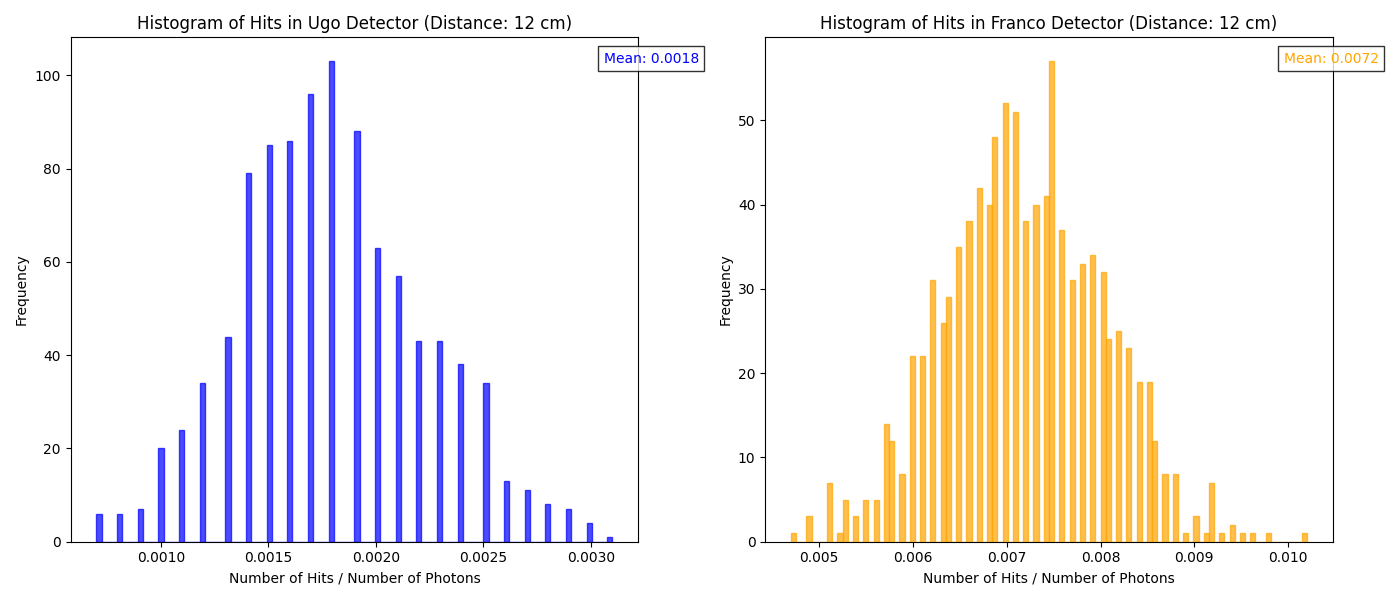 Histogram of Hits in Ugo Detector (Distance: 12 cm)
Mean: 0.0018
100
80
60
40
20
0
Frequency
0.0010 0.0015 0.0020 0.0025 0.0030
Number of Hits / Number of Photons
Histogram of Hits in Franco Detector (Distance: 12 cm)
Mean: 0.0072
50
40
30
20
10
0
Frequency
0.005 0.006 0.007 0.008 0.009 0.010
Number of Hits / Number of Photons